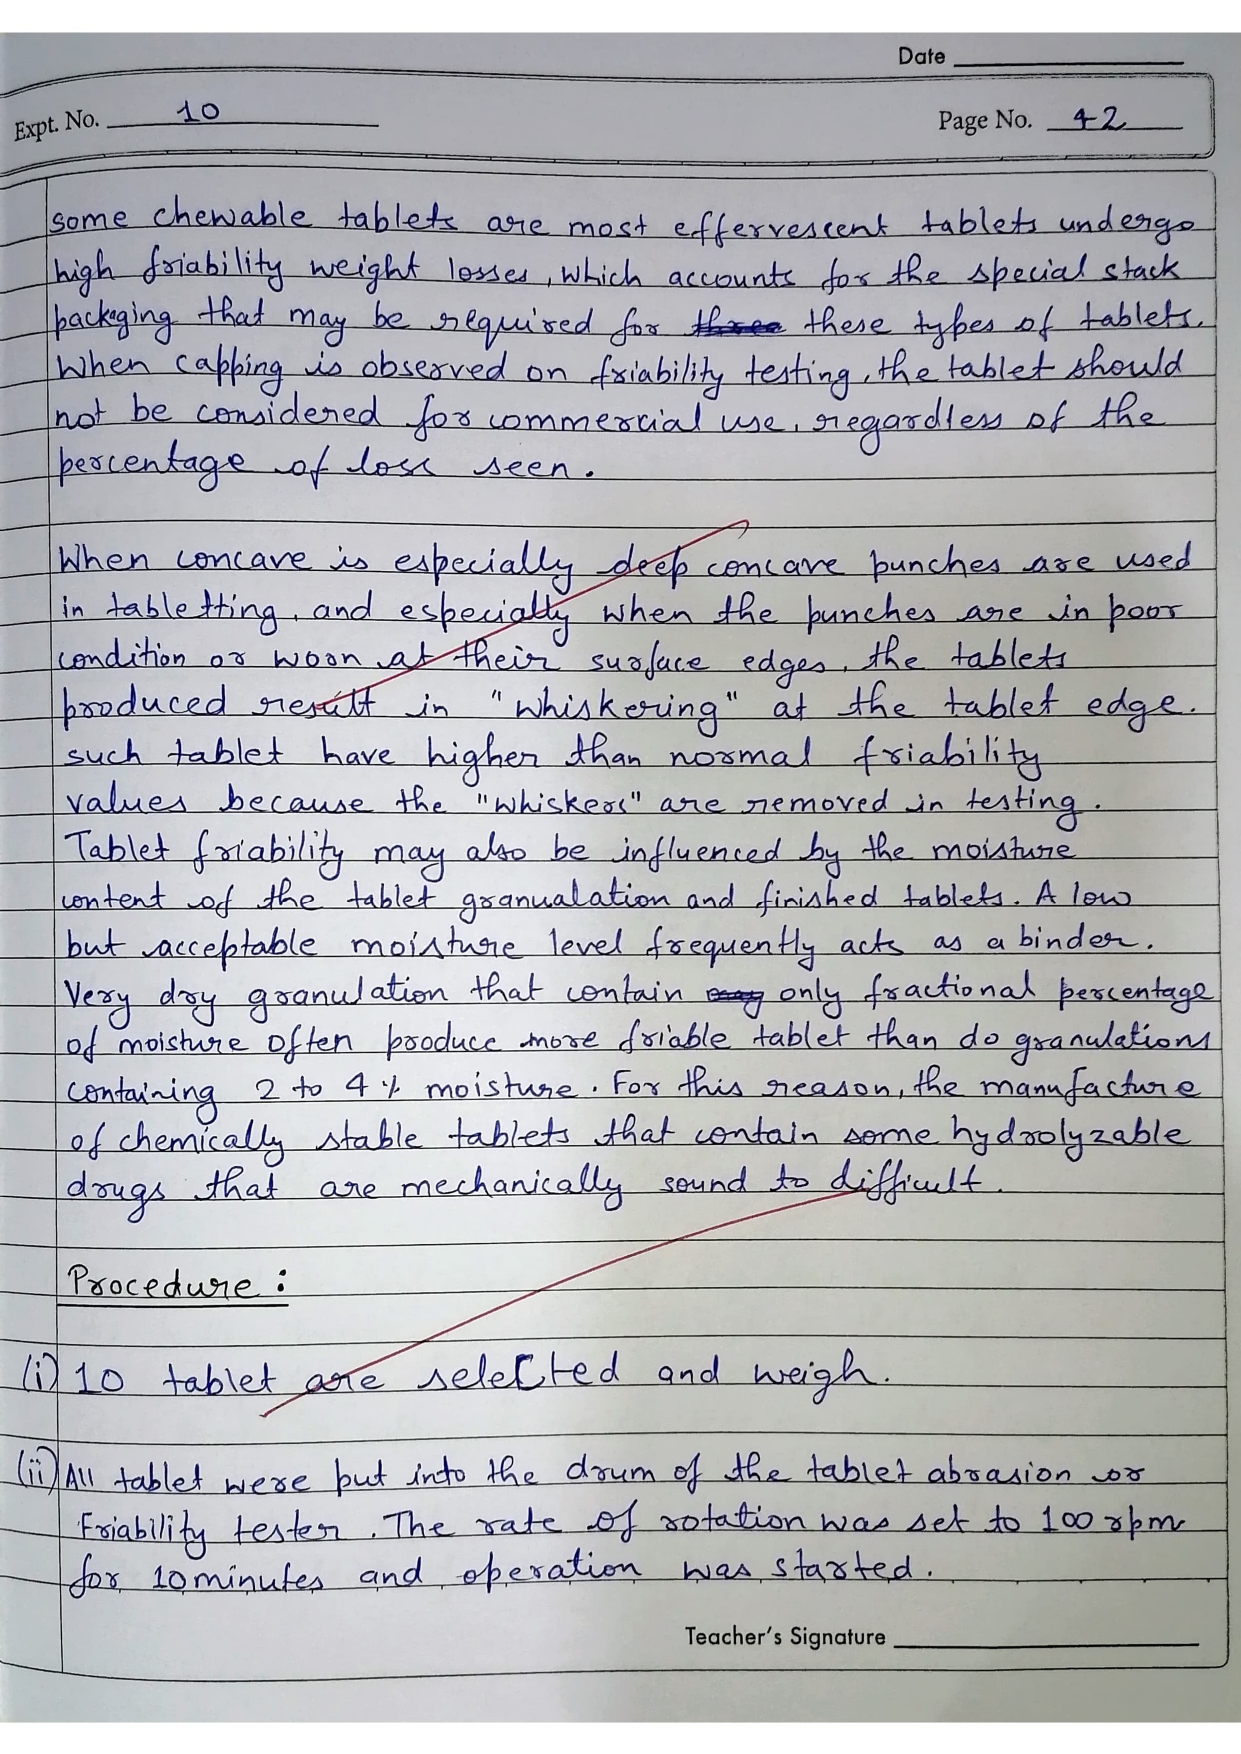 Date
Expt. No. 10
Page No. 42
some chewable tablets are most effervescent tablets undergo
high friability weight losses, which accounts for the special stack
packaging that may be required for these types of tablets.
When capping is observed on friability testing, the tablet should
not be considered for commercial use, regardless of the
percentage of loss seen.
When concave is especially deep concave punches are used
in tabletting, and especially when the punches are in poor
condition or woon at their surface edges, the tablets
produced result in "whiskering" at the tablet edge.
such tablet have higher than normal friability
values because the "whiskers" are removed in testing.
Tablet friability may also be influenced by the moisture
content of the tablet granualation and finished tablets. A low
but acceptable moisture level frequently acts as a binder.
Very dry granulation that contain only fractional percentage
of moisture often produce more friable tablet than do granulations
containing 2 to 4 % moisture. For this reason, the manufacture
of chemically stable tablets that contain some hydrolyzable
drugs that are mechanically sound to difficult.
Procedure :
(i) 10 tablet are selected and weigh.
(ii) All tablet were put into the drum of the tablet abrasion or
Friability tester. The rate of rotation was set to 100 rpm
for 10 minutes and operation was started.
Teacher's Signature